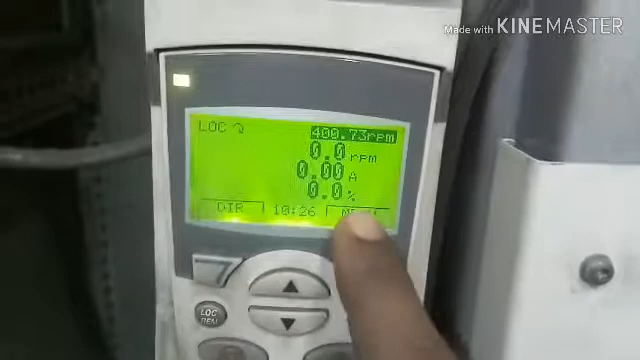 Made with KINEMASTER
LOC 400.73rpm
0.0 rpm
0.00 A
0.0 %
DIR 10:26
LOC
REM